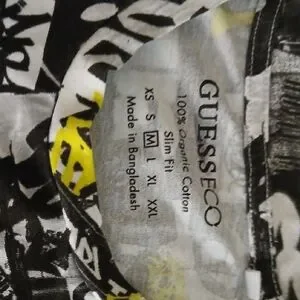 GUESSECO
100% Organic Cotton
Slim Fit
XS S M L XL XXL
Made in Bangladesh